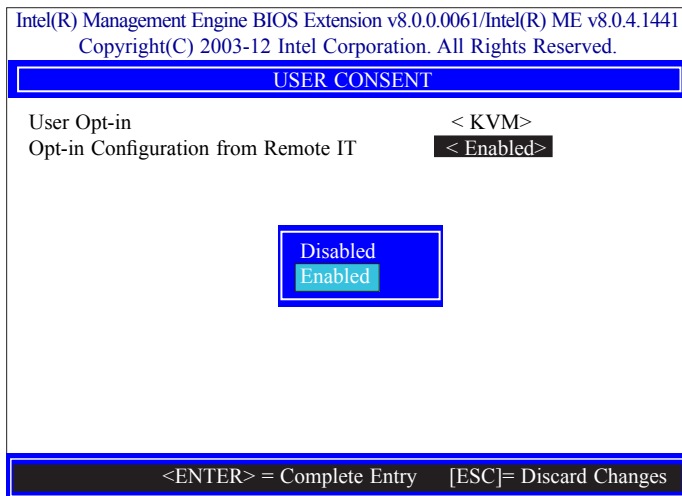 Intel(R) Management Engine BIOS Extension v8.0.0.0061/Intel(R) ME v8.0.4.1441
Copyright(C) 2003-12 Intel Corporation. All Rights Reserved.
USER CONSENT
User Opt-in < KVM>
Opt-in Configuration from Remote IT < Enabled>
Disabled
Enabled
<ENTER> = Complete Entry [ESC]= Discard Changes